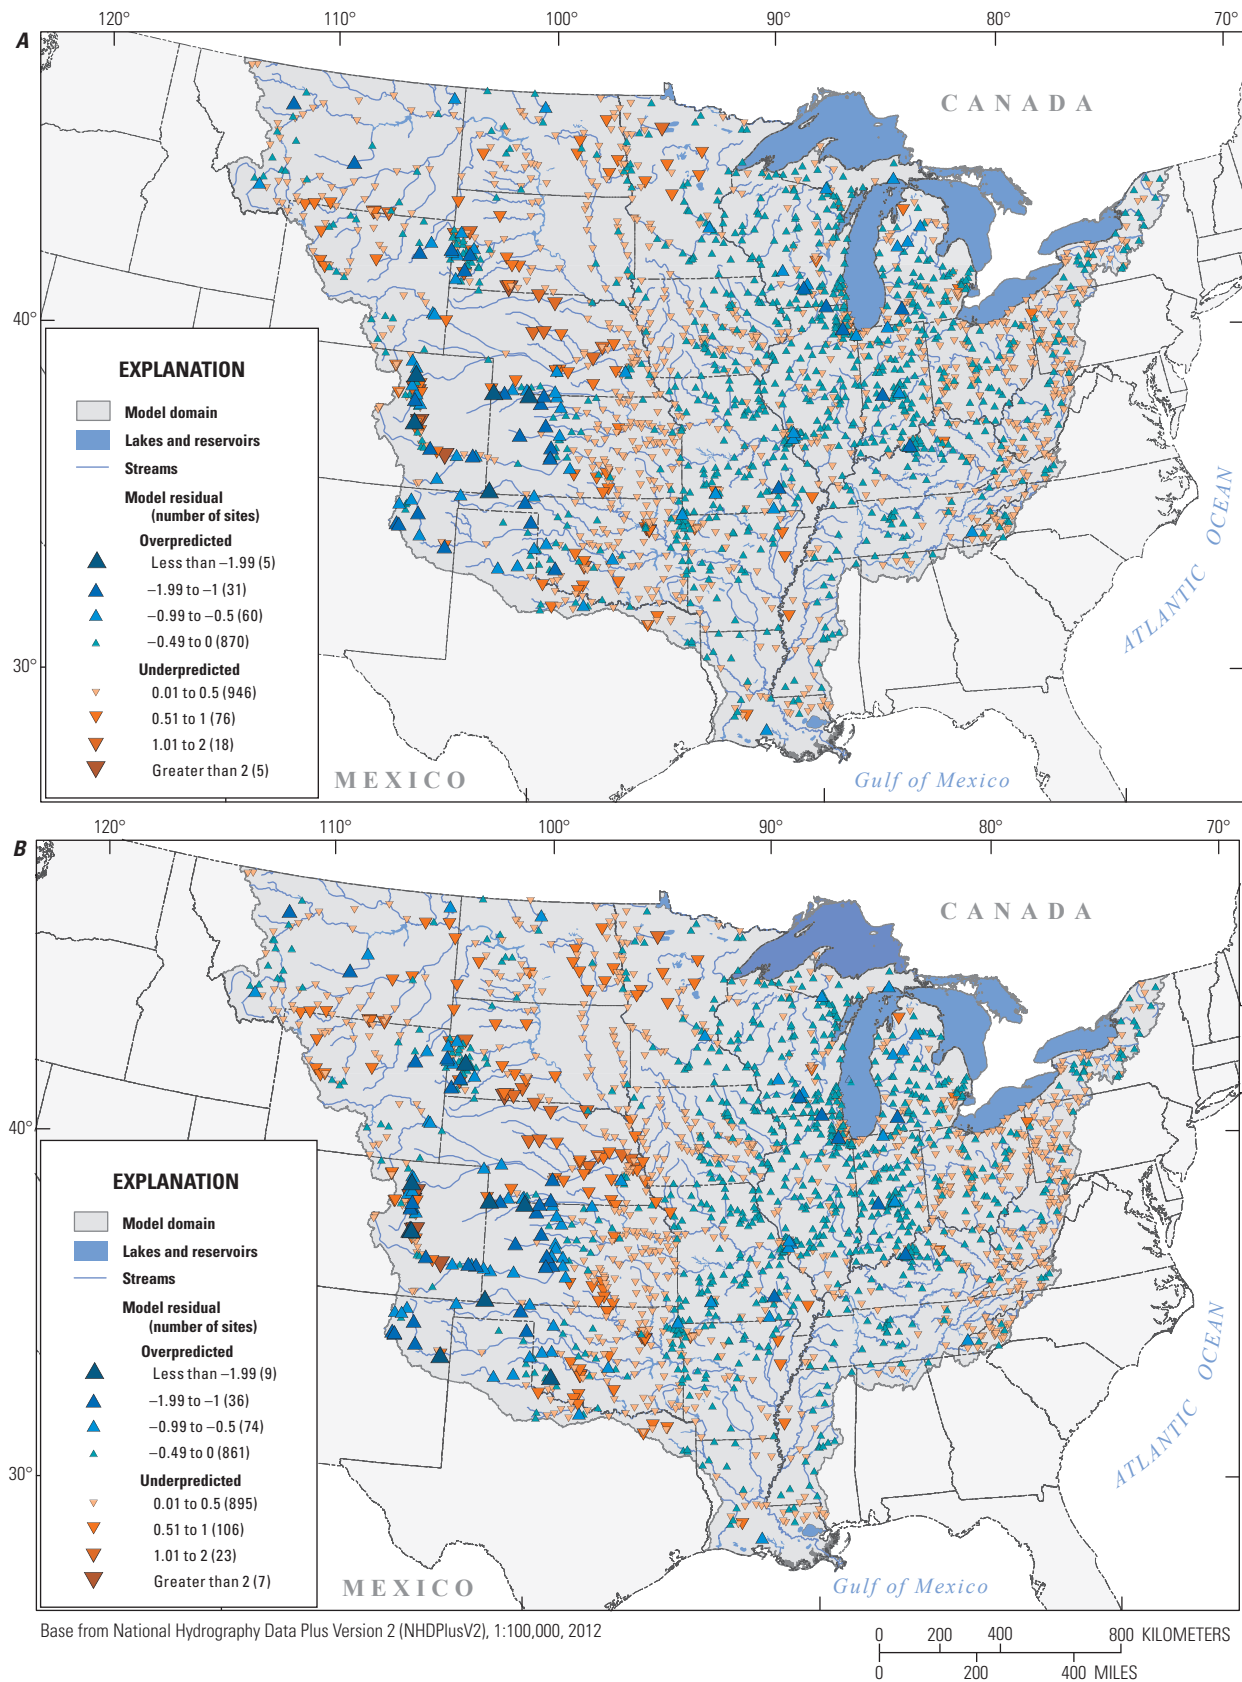 120° 110° 100° 90° 80° 70°
A
CANADA
40°
EXPLANATION
Model domain
Lakes and reservoirs
Streams
Model residual
(number of sites)
Overpredicted
Less than –1.99 (5)
–1.99 to –1 (31)
–0.99 to –0.5 (60)
–0.49 to 0 (870)
Underpredicted
0.01 to 0.5 (946)
0.51 to 1 (76)
1.01 to 2 (18)
Greater than 2 (5)
ATLANTIC OCEAN
30°
MEXICO
Gulf of Mexico
120° 110° 100° 90° 80° 70°
B
CANADA
40°
EXPLANATION
Model domain
Lakes and reservoirs
Streams
Model residual
(number of sites)
Overpredicted
Less than –1.99 (9)
–1.99 to –1 (36)
–0.99 to –0.5 (74)
–0.49 to 0 (861)
Underpredicted
0.01 to 0.5 (895)
0.51 to 1 (106)
1.01 to 2 (23)
Greater than 2 (7)
ATLANTIC OCEAN
30°
MEXICO
Gulf of Mexico
Base from National Hydrography Data Plus Version 2 (NHDPlusV2), 1:100,000, 2012
0 200 400 800 KILOMETERS
0 200 400 MILES